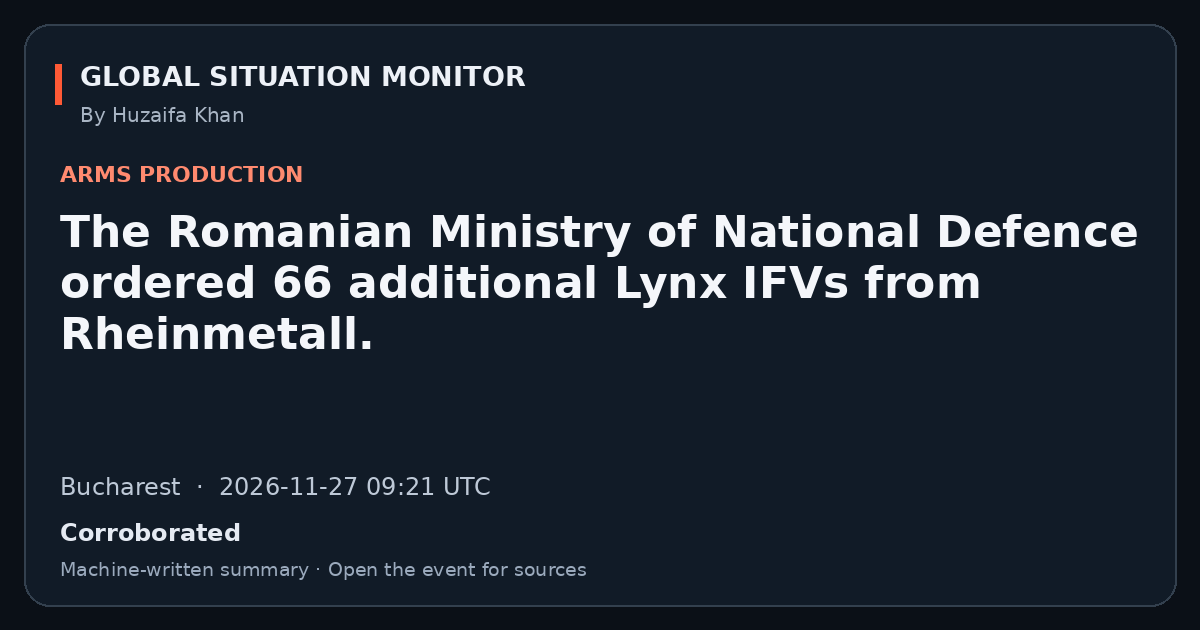 GLOBAL SITUATION MONITOR
By Huzaifa Khan
ARMS PRODUCTION
The Romanian Ministry of National Defence
ordered 66 additional Lynx IFVs from
Rheinmetall.
Bucharest · 2026-11-27 09:21 UTC
Corroborated
Machine-written summary · Open the event for sources